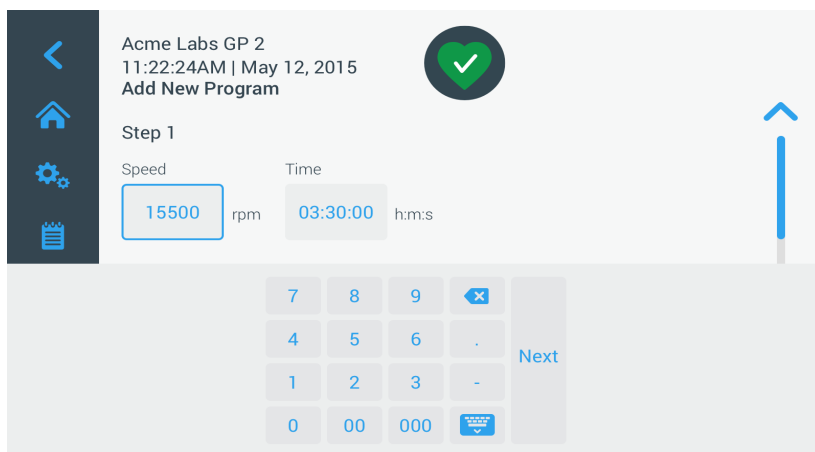 Acme Labs GP 2
11:22:24AM | May 12, 2015
Add New Program
Step 1
Speed Time
15500 rpm 03:30:00 h:m:s
7 8 9
4 5 6 .
Next
1 2 3 -
0 00 000